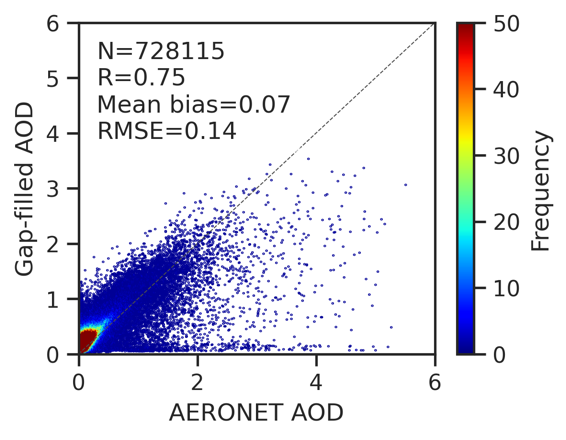 N=728115
R=0.75
Mean bias=0.07
RMSE=0.14
6
5
4
3
2
1
0
Gap-filled AOD
0 2 4 6
AERONET AOD
50
40
30
20
10
0
Frequency